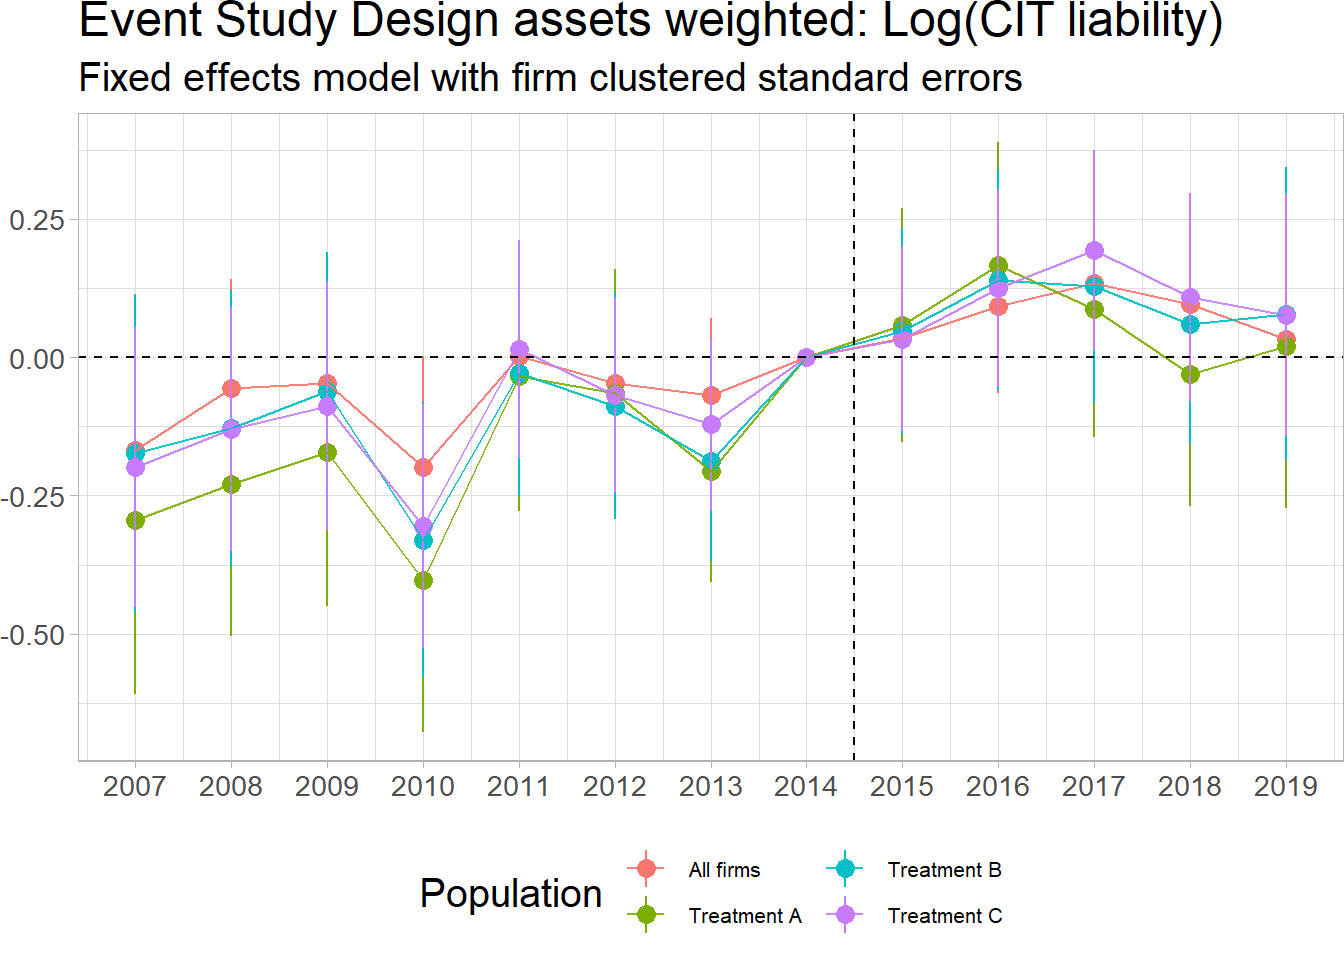 Event Study Design assets weighted: Log(CIT liability)
Fixed effects model with firm clustered standard errors
0.25
0.00
-0.25
-0.50
2007 2008 2009 2010 2011 2012 2013 2014 2015 2016 2017 2018 2019
Population
All firms
Treatment A
Treatment B
Treatment C